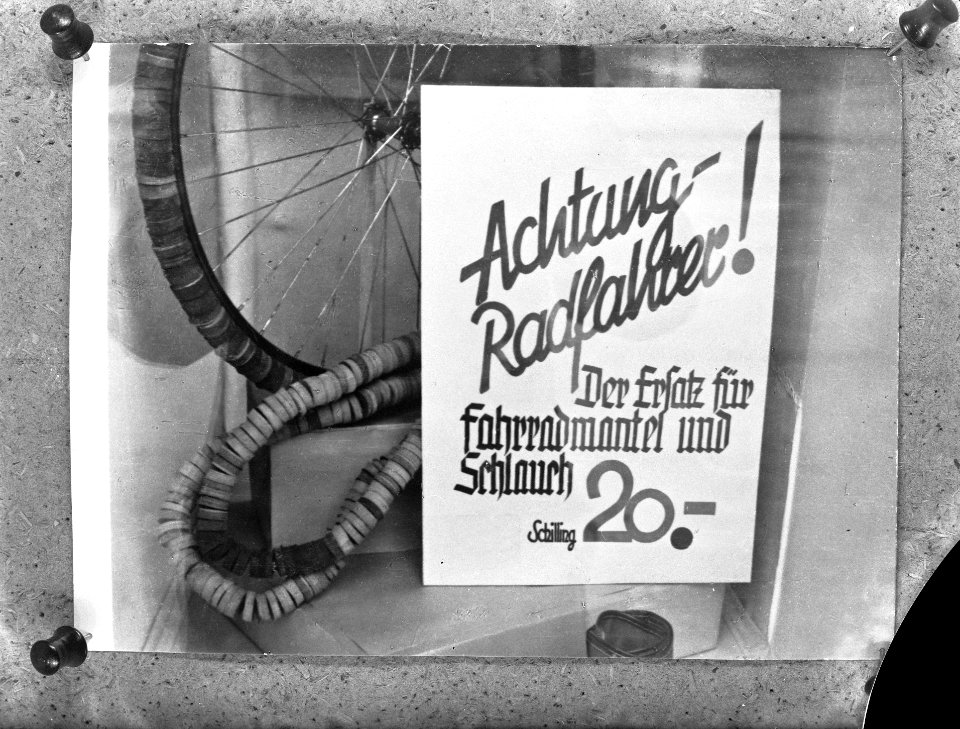 Achtung-
Radfahrer!
Der Ersatz für
Fahrradmantel und
Schlauch
Schilling 20.-